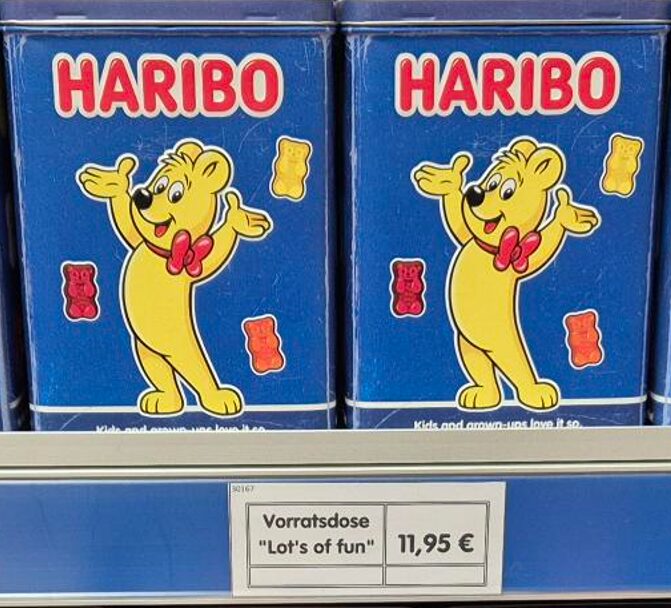 HARIBO
HARIBO
Kids and grown-ups love it so.
Kids and grown-ups love it so.
30167
Vorratsdose
"Lot's of fun"
11,95 €